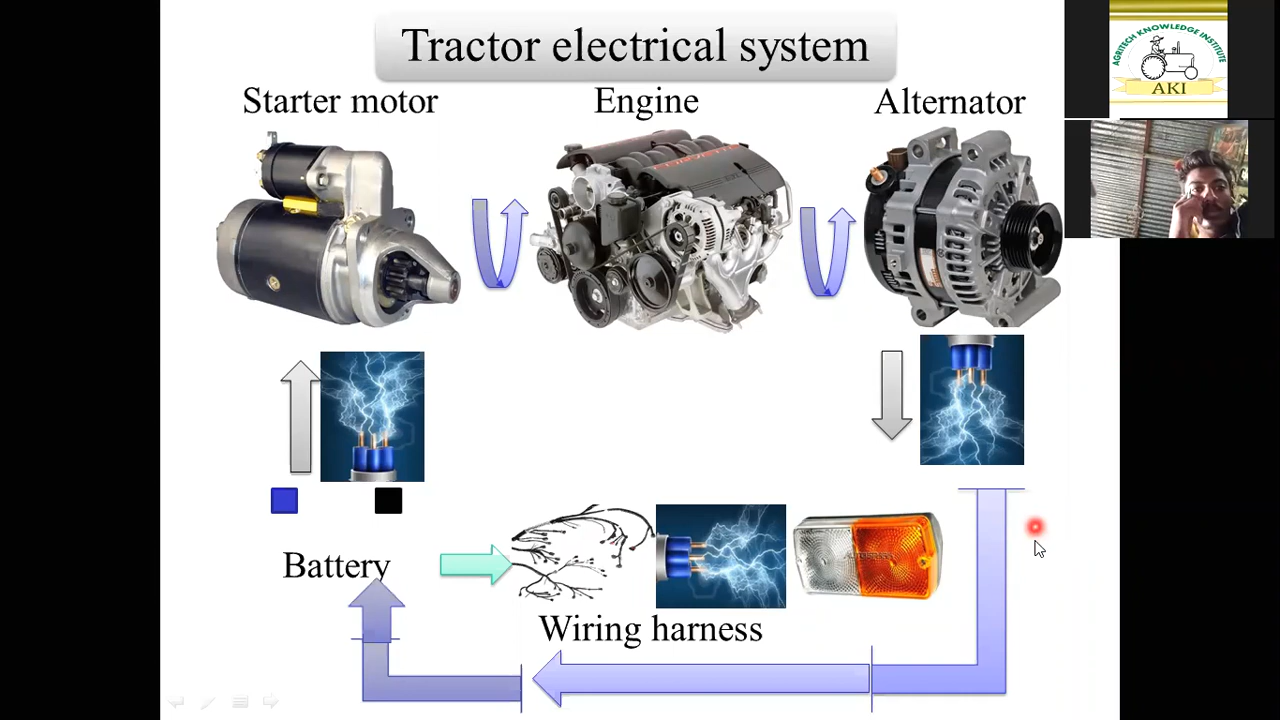 Tractor electrical system
AGRITECH KNOWLEDGE INSTITUTE
AKI
Starter motor
Engine
Alternator
Battery
Wiring harness